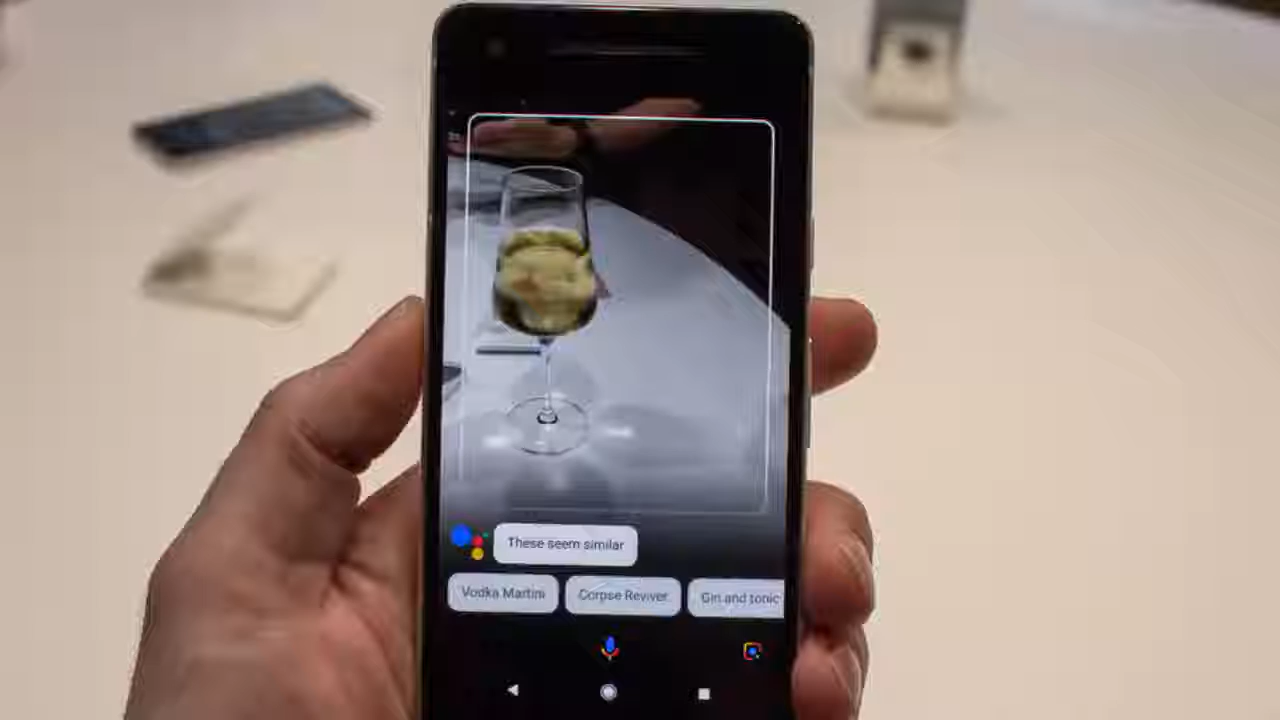 These seem similar
Vodka Martini
Corpse Reviver
Gin and tonic